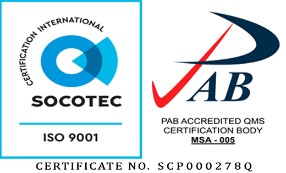 CERTIFICATION INTERNATIONAL
SOCOTEC
ISO 9001
PAB
PAB ACCREDITED QMS
CERTIFICATION BODY
MSA - 005
CERTIFICATE NO. SCP000278Q